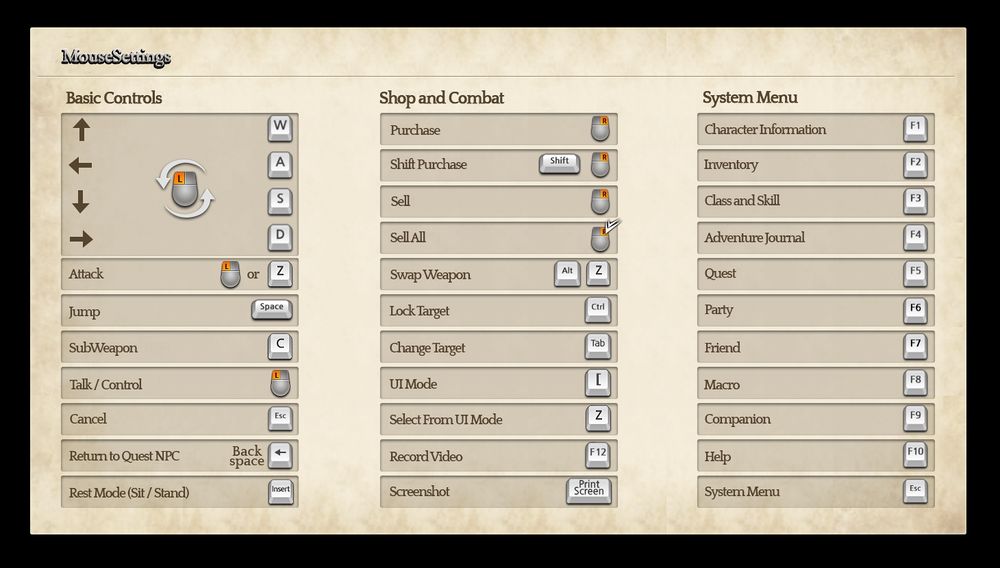 MouseSettings
Basic Controls
W
A
L
S
D
Attack L or Z
Jump Space
SubWeapon C
Talk / Control L
Cancel Esc
Return to Quest NPC Back
space
Rest Mode (Sit / Stand) Insert
Shop and Combat
Purchase R
Shift Purchase Shift R
Sell R
Sell All
Swap Weapon Alt Z
Lock Target Ctrl
Change Target Tab
UI Mode [
Select From UI Mode Z
Record Video F12
Screenshot Print
Screen
System Menu
Character Information F1
Inventory F2
Class and Skill F3
Adventure Journal F4
Quest F5
Party F6
Friend F7
Macro F8
Companion F9
Help F10
System Menu Esc